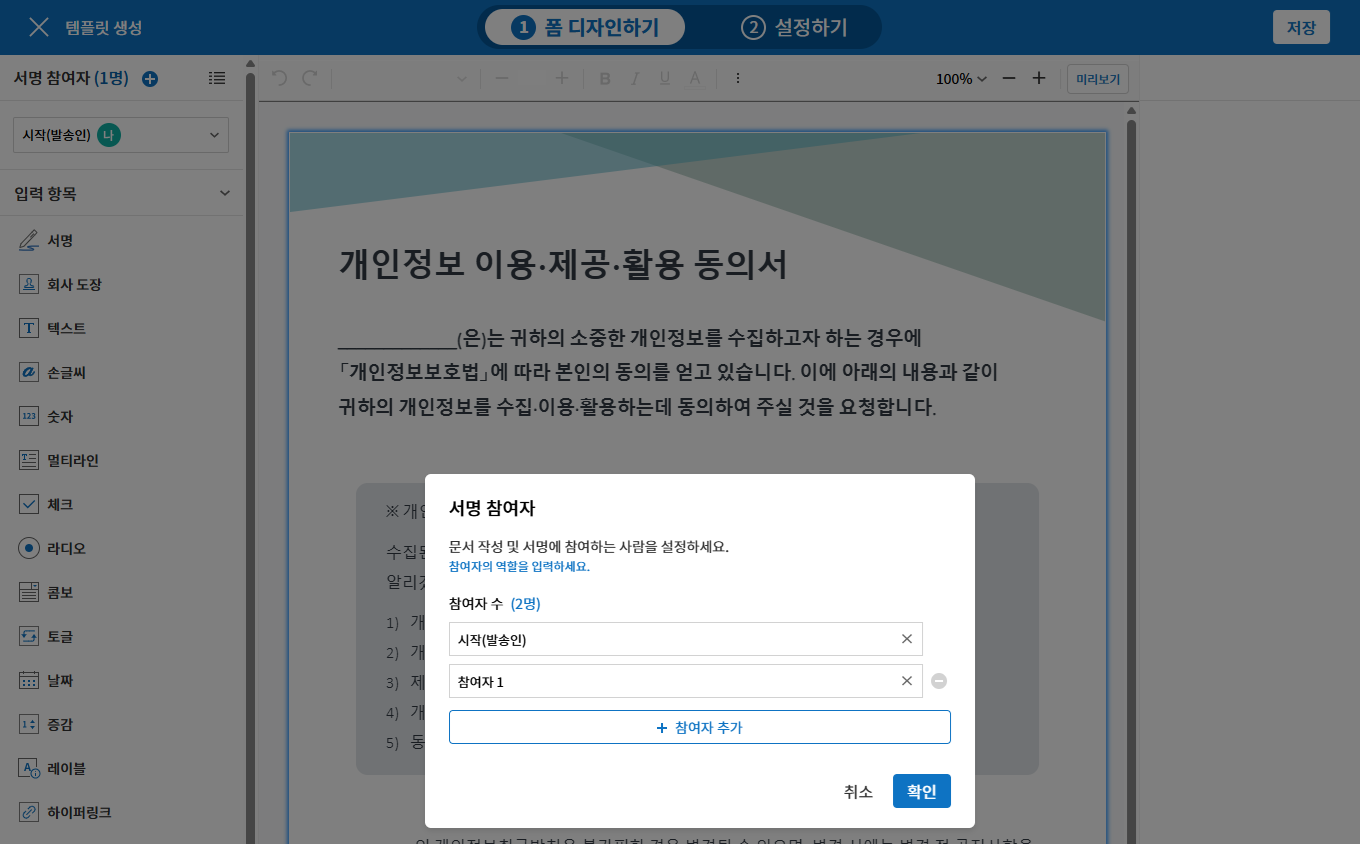 템플릿 생성
1 폼 디자인하기
2 설정하기
저장
서명 참여자 (1명)
B I U A
100%
미리보기
시작(발송인) 나
입력 항목
서명
회사 도장
T 텍스트
a 손글씨
123 숫자
멀티라인
체크
라디오
콤보
토글
날짜
1 증감
A 레이블
하이퍼링크
개인정보 이용·제공·활용 동의서
____________(은)는 귀하의 소중한 개인정보를 수집하고자 하는 경우에
「개인정보보호법」에 따라 본인의 동의를 얻고 있습니다. 이에 아래의 내용과 같이
귀하의 개인정보를 수집·이용·활용하는데 동의하여 주실 것을 요청합니다.
※ 개인
수집된
알리
1) 개
2) 개
3) 제
4) 개
5) 동
서명 참여자
문서 작성 및 서명에 참여하는 사람을 설정하세요.
참여자의 역할을 입력하세요.
참여자 수 (2명)
시작(발송인)
참여자 1
+ 참여자 추가
취소
확인